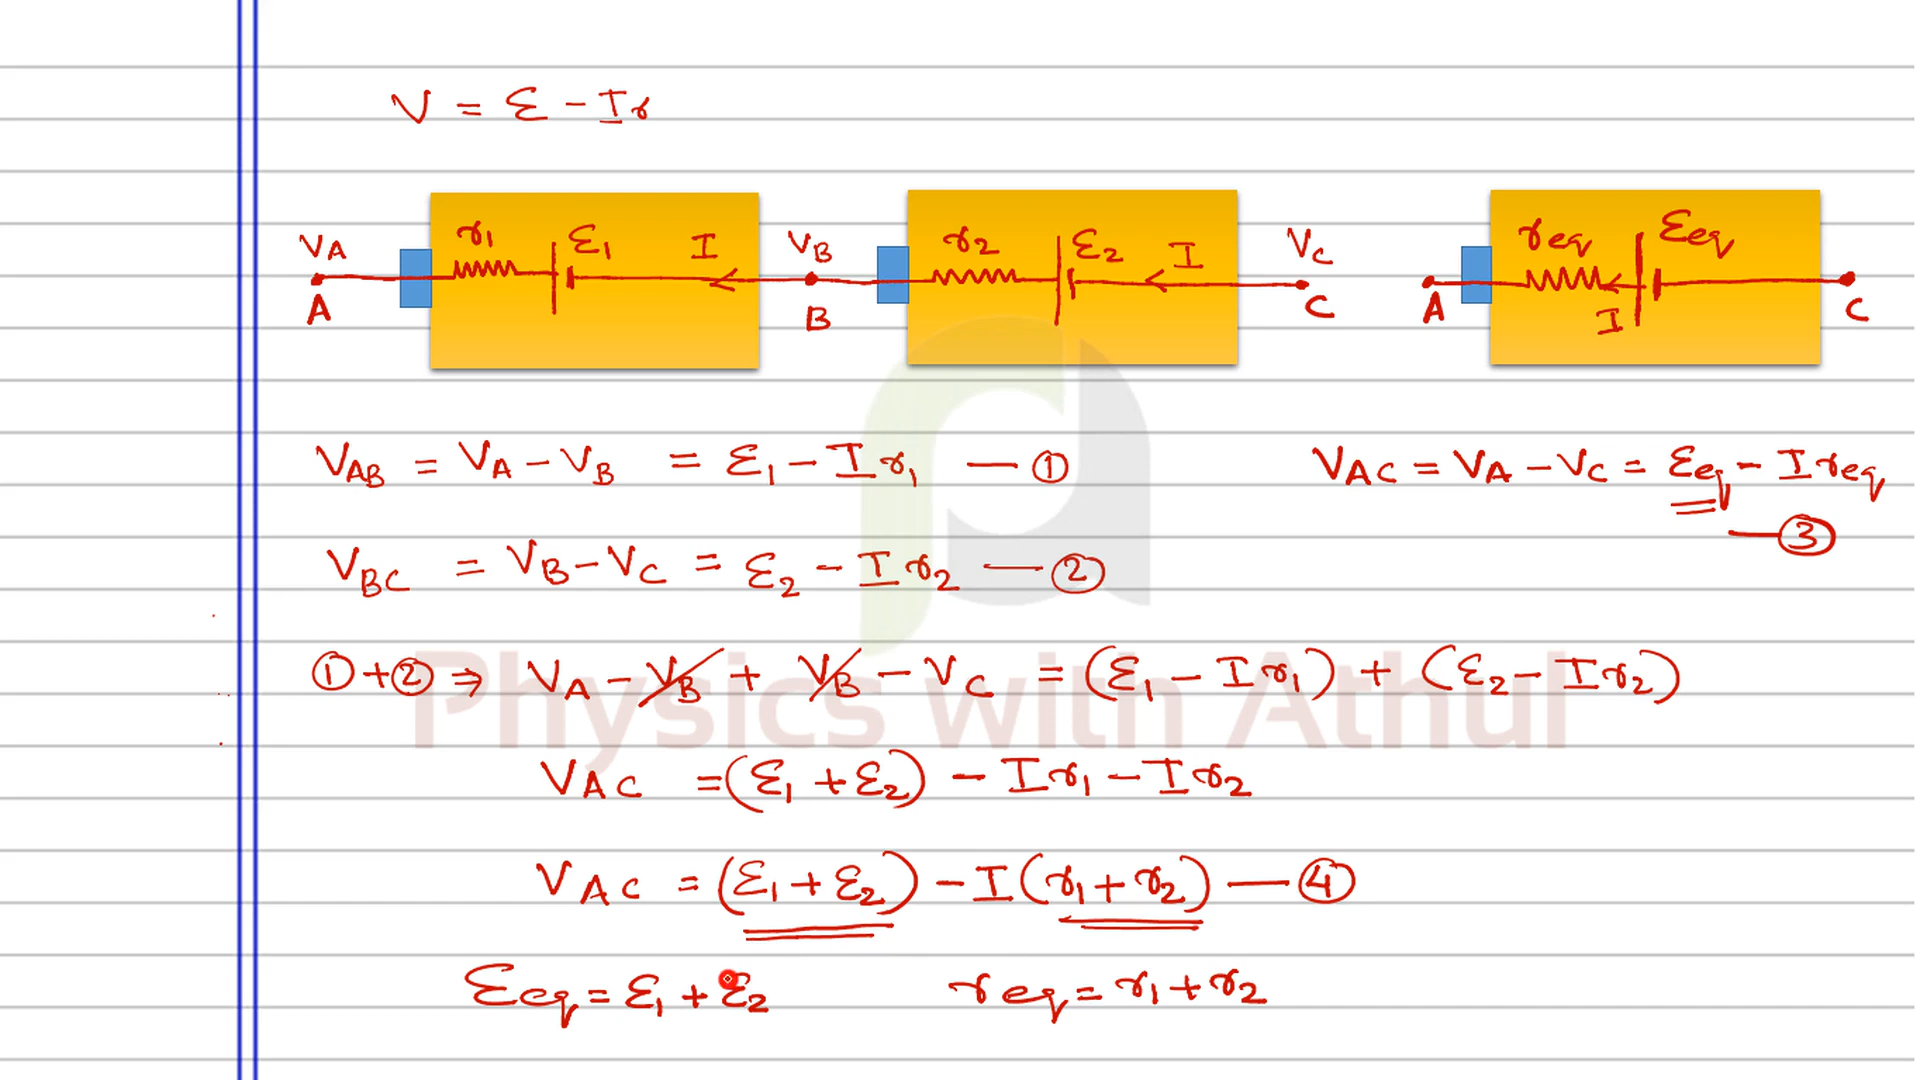 V = ε - Ir
VA r1 ε1 I VB r2 ε2 I VC req εeq
A B C A I C
VAB = VA - VB = ε1 - Ir1 — ①
VAC = VA - VC = εeq - Ireq
— ③
VBC = VB - VC = ε2 - Ir2 — ②
①+② ⇒ VA - VB + VB - VC = (ε1 - Ir1) + (ε2 - Ir2)
Physics with Athul
VAC = (ε1 + ε2) - Ir1 - Ir2
VAC = (ε1 + ε2) - I(r1 + r2) — ④
εeq = ε1 + ε2 req = r1 + r2